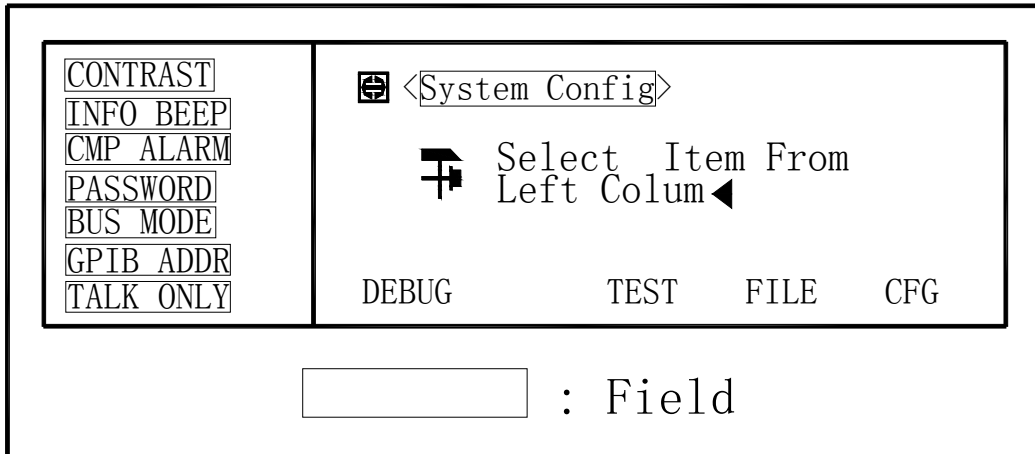 CONTRAST
INFO BEEP
CMP ALARM
PASSWORD
BUS MODE
GPIB ADDR
TALK ONLY
<System Config>
Select Item From
Left Colum
DEBUG TEST FILE CFG
: Field